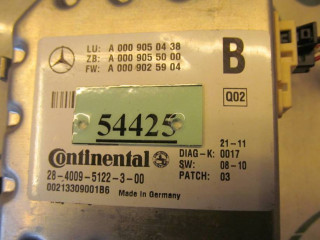 LU: A 000 905 04 38
ZB: A 000 905 50 00
FW: A 000 902 59 04
B
Q02
54425
21-11
Continental
DIAG-K: 0017
28-4009-5122-3-00
SW: 08-10
00213309001B6
Made in Germany
PATCH: 03